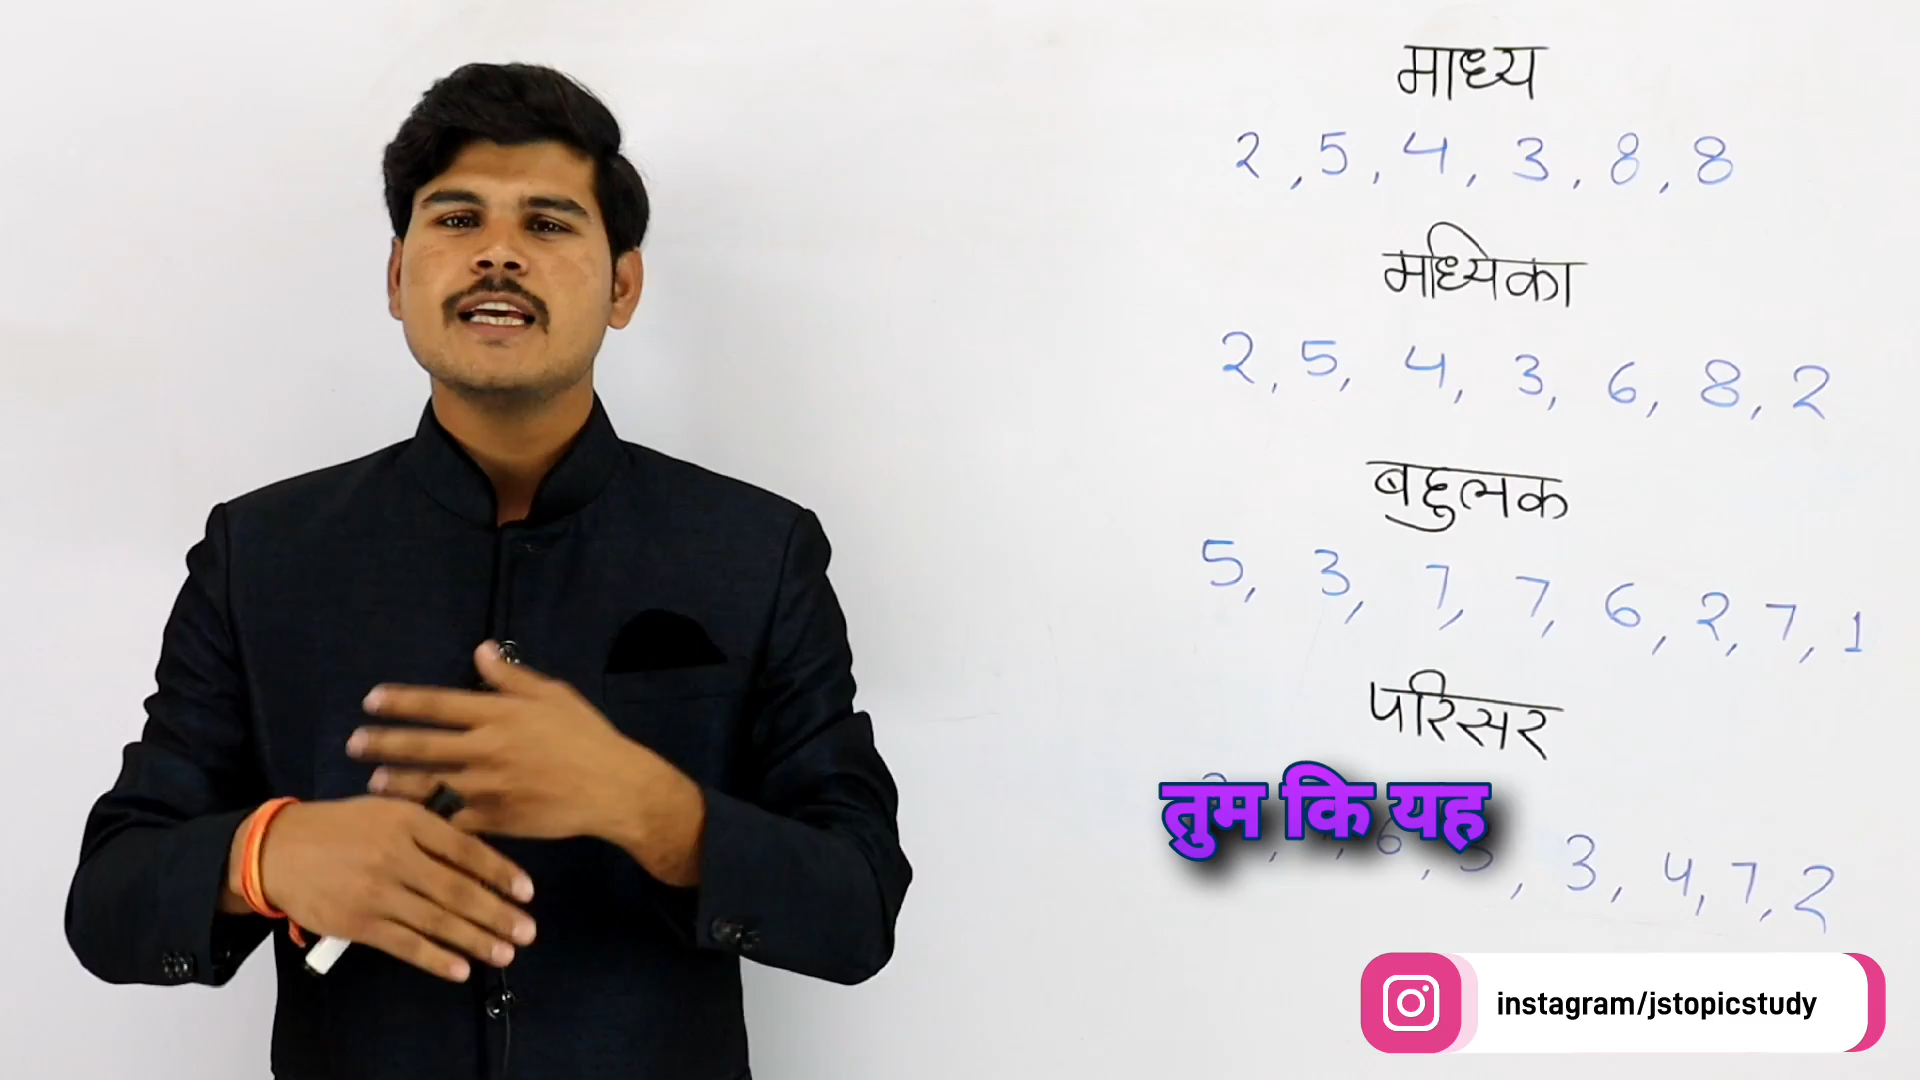 माध्य
2, 5, 4, 3, 8, 8
मध्यिका
2, 5, 4, 3, 6, 8, 2
बहुलक
5, 3, 7, 7, 6, 2, 7, 1
परिसर
तुम कि यह
6, 3, 4, 7, 2
instagram/jstopicstudy